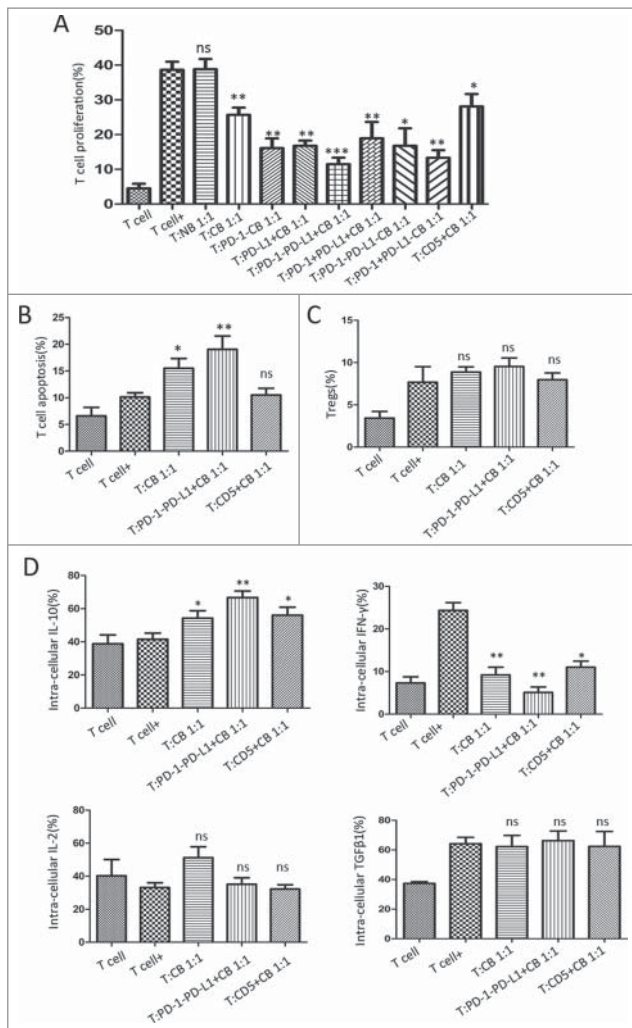 A
T cell proliferation(%)
50
40
30
20
10
0
ns
**
**
**
***
**
*
**
*
T cell
T cell+
T:NB 1:1
T:CB 1:1
T:PD-1-CB 1:1
T:PD-L1+CB 1:1
T:PD-1-PD-L1+CB 1:1
T:PD-1+PD-L1+CB 1:1
T:PD-1-PD-L1-CB 1:1
T:PD-1+PD-L1-CB 1:1
T:CD5+CB 1:1
B
T cell apoptosis(%)
25
20
15
10
5
0
*
**
ns
T cell
T cell+
T:CB 1:1
T:PD-1-PD-L1+CB 1:1
T:CD5+CB 1:1
C
Tregs(%)
15
10
5
0
ns
ns
ns
T cell
T cell+
T:CB 1:1
T:PD-1-PD-L1+CB 1:1
T:CD5+CB 1:1
D
Intra-cellular IL-10(%)
80
60
40
20
0
*
**
*
T cell
T cell+
T:CB 1:1
T:PD-1-PD-L1+CB 1:1
T:CD5+CB 1:1
Intra-cellular IFN-γ(%)
30
20
10
0
**
**
*
T cell
T cell+
T:CB 1:1
T:PD-1-PD-L1+CB 1:1
T:CD5+CB 1:1
Intra-cellular IL-2(%)
80
60
40
20
0
ns
ns
ns
T cell
T cell+
T:CB 1:1
T:PD-1-PD-L1+CB 1:1
T:CD5+CB 1:1
Intra-cellular TGFβ1(%)
100
80
60
40
20
0
ns
ns
ns
T cell
T cell+
T:CB 1:1
T:PD-1-PD-L1+CB 1:1
T:CD5+CB 1:1